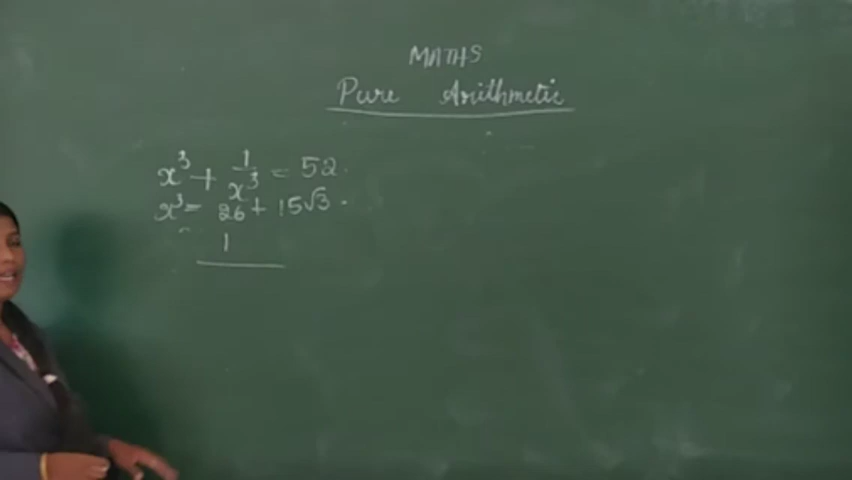 MATHS
Pure Arithmetic
x³ + 1/x³ = 52.
x³ = 26 + 15√3.
1